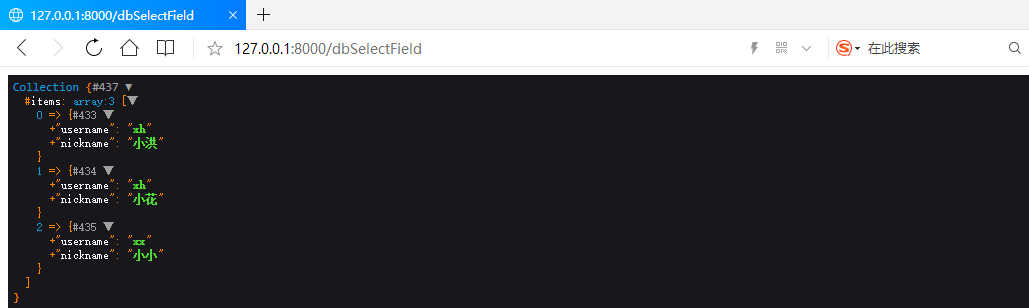 127.0.0.1:8000/dbSelectField
127.0.0.1:8000/dbSelectField 在此搜索
Collection {#437 ▼
#items: array:3 [▼
0 => {#433 ▼
+"username": "xh"
+"nickname": "小洪"
}
1 => {#434 ▼
+"username": "xh"
+"nickname": "小花"
}
2 => {#435 ▼
+"username": "xx"
+"nickname": "小小"
}
]
}